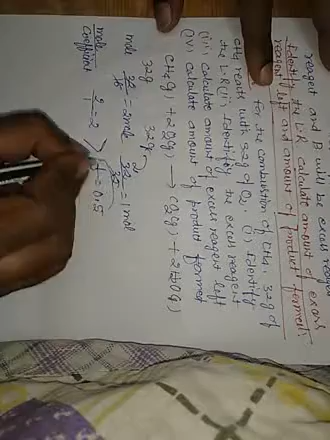 reagent and B will be excess reagent
Identify the L.R calculate amount of excess
reagent left and amount of product formed:
for the combustion of CH4, 32g of
CH4 reacts with 32g of O2. (i) Identify
the L.R (ii) Identify the excess reagent
(iii) calculate amount of excess reagent left
(iv) calculate amount of product formed
CH4(g) + 2O2(g) → CO2(g) + 2H2O(g)
32g 32g
mole 32/16 = 2mol 32/32 = 1mol
mole/coefficient 2/1 = 2 > = 0.5